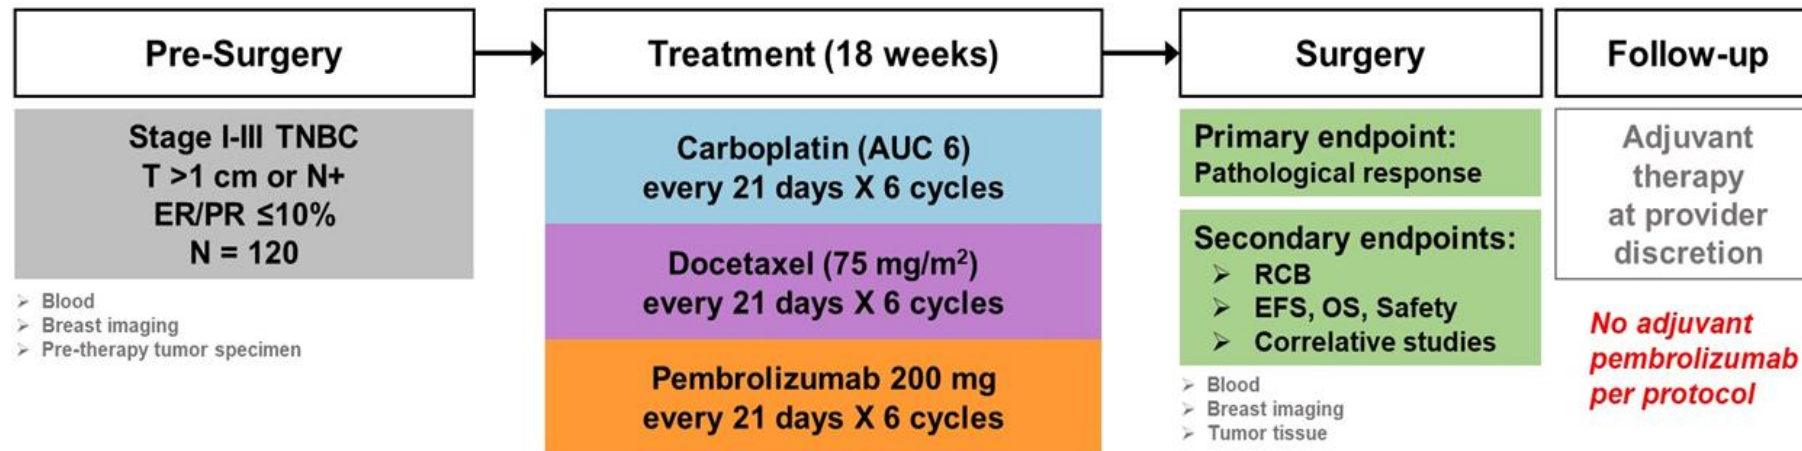 Pre-Surgery
Stage I-III TNBC
T >1 cm or N+
ER/PR ≤10%
N = 120
➢ Blood
➢ Breast imaging
➢ Pre-therapy tumor specimen
Treatment (18 weeks)
Carboplatin (AUC 6)
every 21 days X 6 cycles
Docetaxel (75 mg/m²)
every 21 days X 6 cycles
Pembrolizumab 200 mg
every 21 days X 6 cycles
Surgery
Primary endpoint:
Pathological response
Secondary endpoints:
➢ RCB
➢ EFS, OS, Safety
➢ Correlative studies
➢ Blood
➢ Breast imaging
➢ Tumor tissue
Follow-up
Adjuvant
therapy
at provider
discretion
No adjuvant
pembrolizumab
per protocol